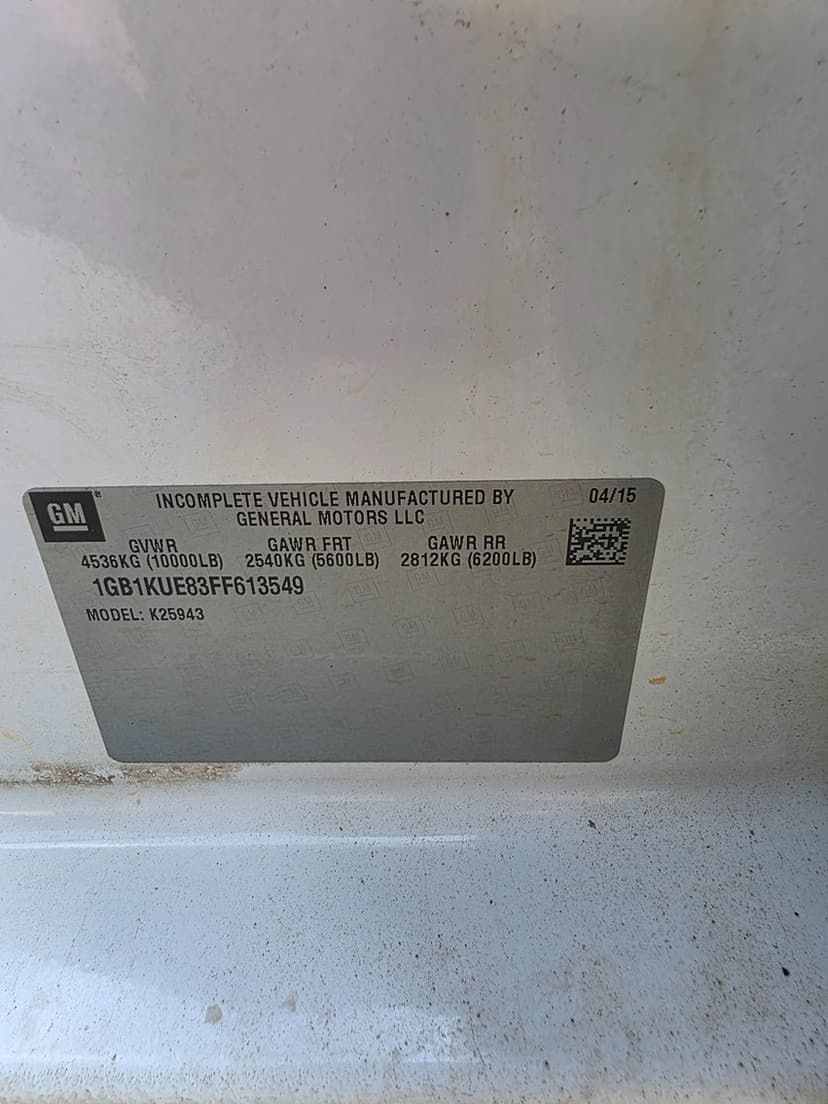 GM®
INCOMPLETE VEHICLE MANUFACTURED BY 04/15
GENERAL MOTORS LLC
GVWR GAWR FRT GAWR RR
4536KG (10000LB) 2540KG (5600LB) 2812KG (6200LB)
1GB1KUE83FF613549
MODEL: K25943